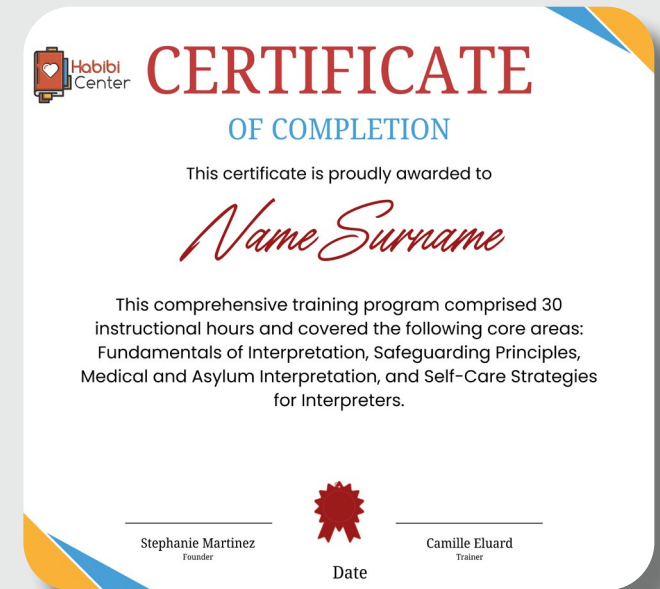 Habibi
Center
CERTIFICATE
OF COMPLETION
This certificate is proudly awarded to
Name Surname
This comprehensive training program comprised 30
instructional hours and covered the following core areas:
Fundamentals of Interpretation, Safeguarding Principles,
Medical and Asylum Interpretation, and Self-Care Strategies
for Interpreters.
Stephanie Martinez
Founder
Camille Eluard
Trainer
Date